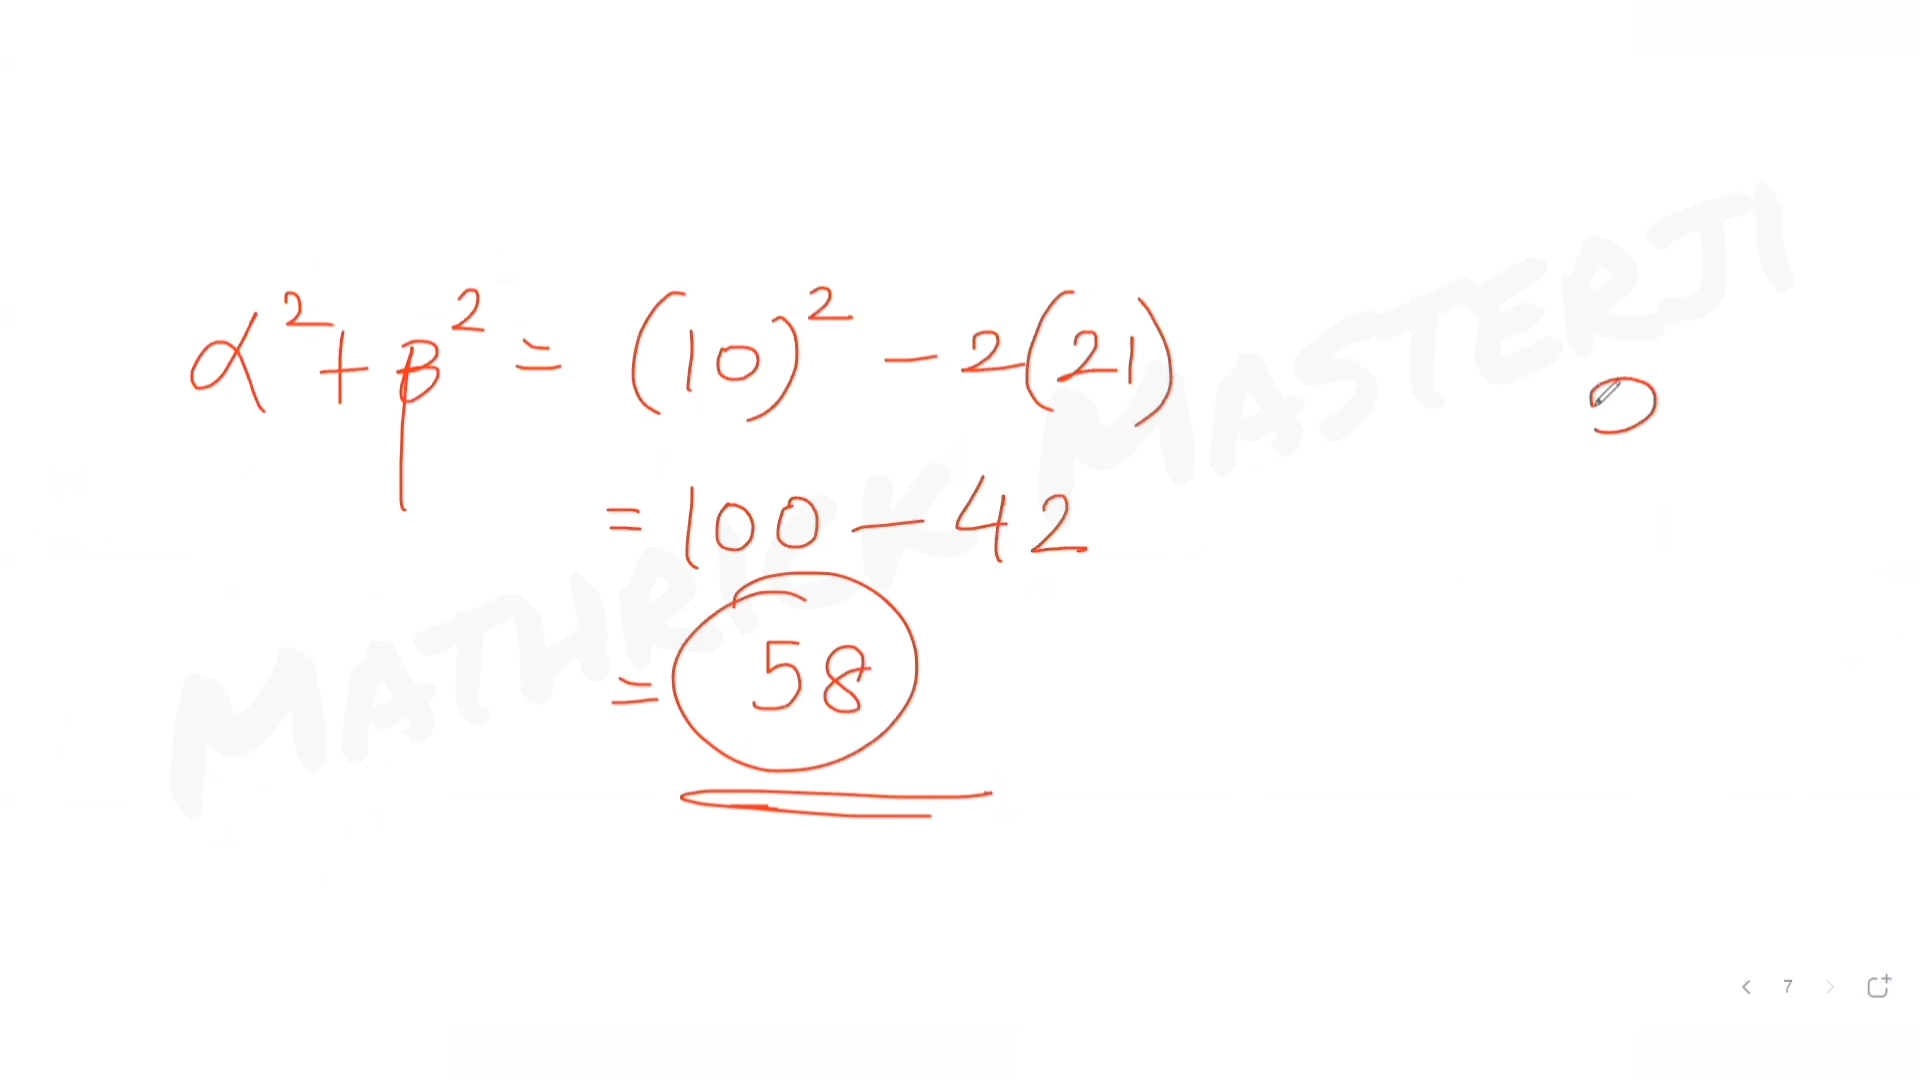 α²+β² = (10)² - 2(21)
= 100 - 42
= 58
MATHRICK MASTERJI
7